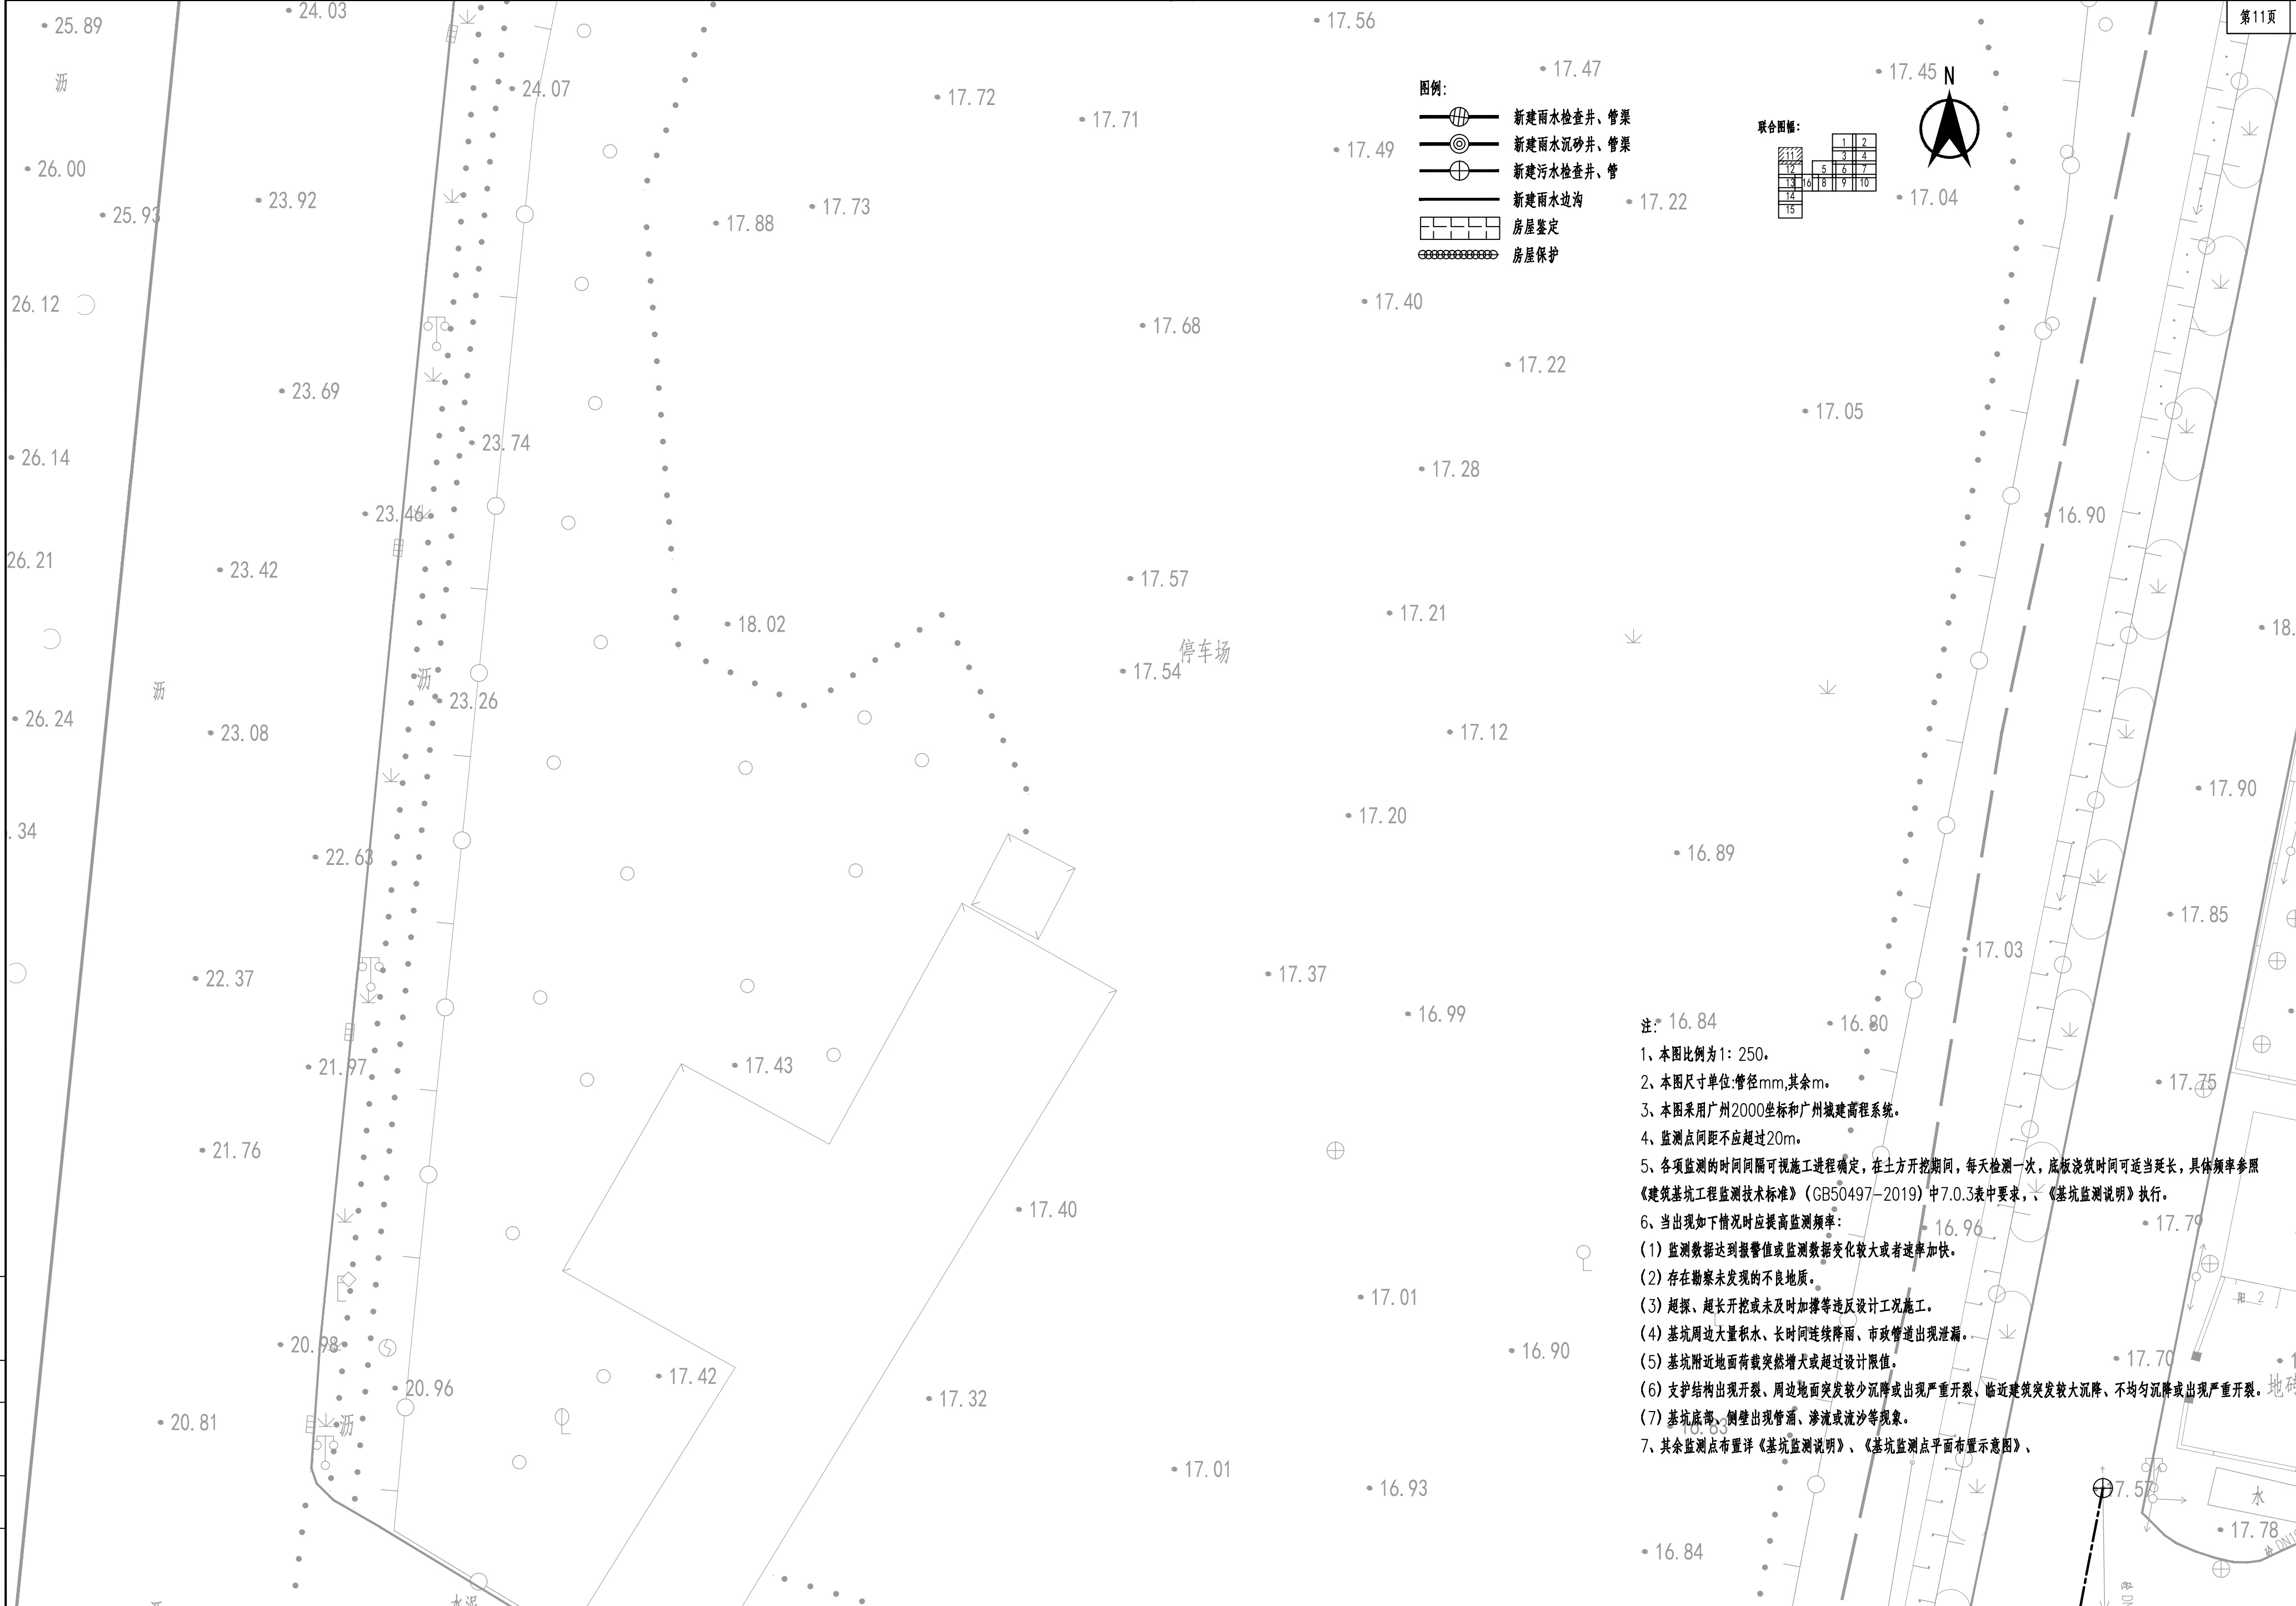 第11页
25.89
24.03
17.56
沥
24.07
17.72
17.71
17.47
17.45
N
17.49
26.00
23.92
25.93
17.88
17.73
17.22
17.04
图例：
新建雨水检查井、管渠
新建雨水沉砂井、管渠
新建污水检查井、管
新建雨水边沟
房屋鉴定
房屋保护
联合图幅：
1 2
11 3 4
12 5 6 7
13 16 8 9 10
14
15
26.12
17.68
17.40
17.22
23.69
17.05
23.74
26.14
17.28
23.46
16.90
26.21
23.42
17.57
17.21
18.02
18.
停车场
17.54
沥
沥
23.26
26.24
23.08
17.12
17.90
.34
17.20
22.63
16.89
17.85
17.03
22.37
17.37
16.99
16.84
16.80
21.97
17.43
17.75
21.76
17.40
17.79
16.96
17.01
2
20.98
16.90
17.70
20.96
17.42
17.32
20.81
沥
16.83
17.01
16.93
17.57
水
17.78
16.84
注：
1、本图比例为1：250。
2、本图尺寸单位:管径mm,其余m。
3、本图采用广州2000坐标和广州城建高程系统。
4、监测点间距不应超过20m。
5、各项监测的时间间隔可视施工进程确定，在土方开挖期间，每天检测一次，底板浇筑时间可适当延长，具体频率参照
《建筑基坑工程监测技术标准》（GB50497-2019）中7.0.3表中要求，、《基坑监测说明》执行。
6、当出现如下情况时应提高监测频率：
（1）监测数据达到报警值或监测数据变化较大或者速率加快。
（2）存在勘察未发现的不良地质。
（3）超探、超长开挖或未及时加撑等违反设计工况施工。
（4）基坑周边大量积水、长时间连续降雨、市政管道出现泄漏。
（5）基坑附近地面荷载突然增大或超过设计限值。
（6）支护结构出现开裂、周边地面突发较少沉降或出现严重开裂、临近建筑突发较大沉降、不均匀沉降或出现严重开裂。
（7）基坑底部、侧壁出现管涌、渗流或流沙等现象。
7、其余监测点布置详《基坑监测说明》、《基坑监测点平面布置示意图》、